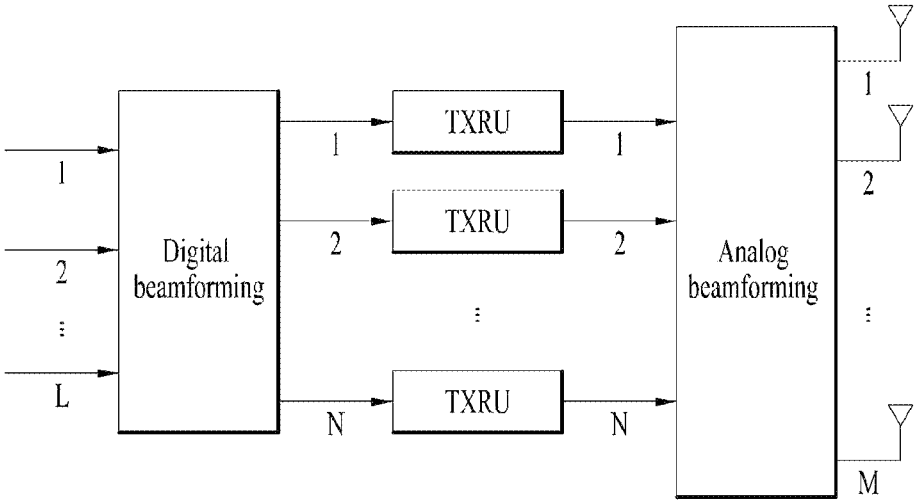 1
2
⋮
L
Digital
beamforming
1
2
N
TXRU
TXRU
⋮
TXRU
1
2
N
Analog
beamforming
1
2
⋮
M